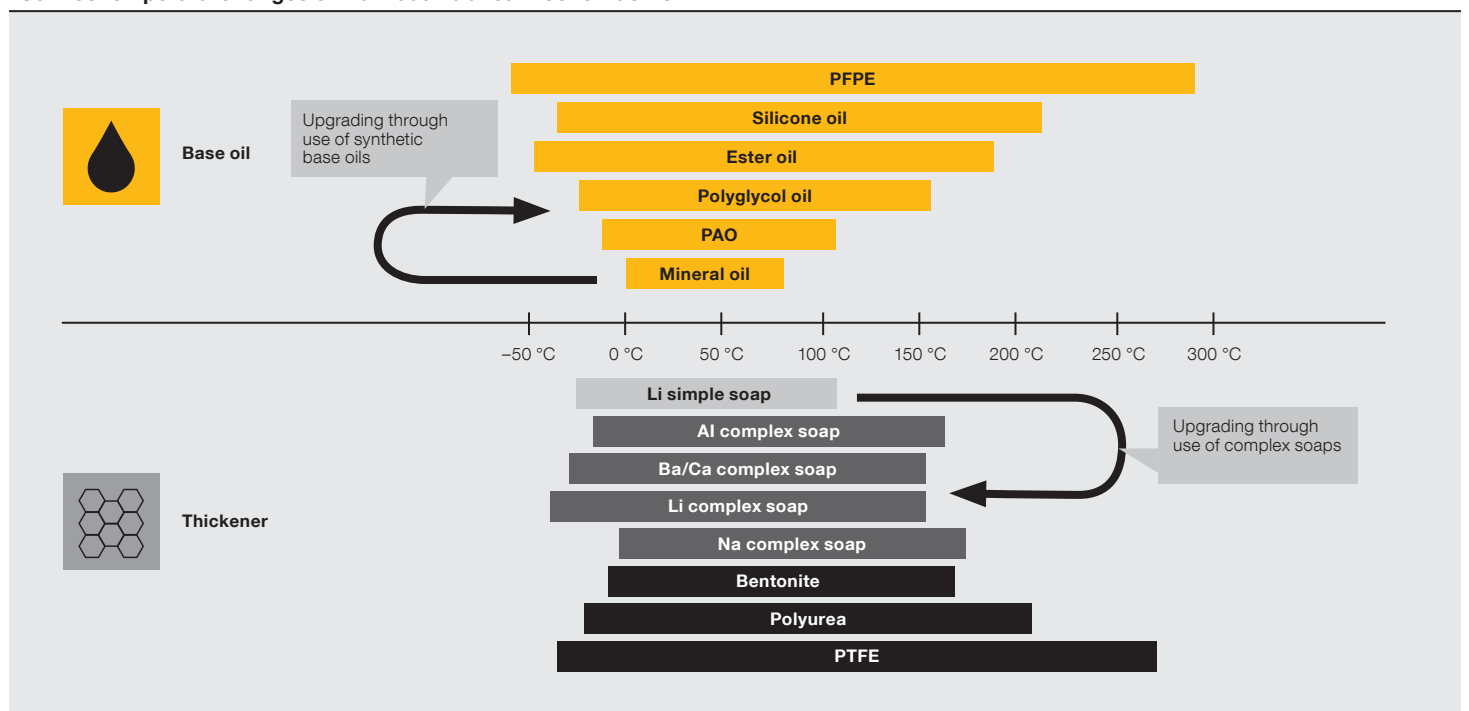 PFPE
Silicone oil
Ester oil
Polyglycol oil
PAO
Mineral oil
Base oil
Upgrading through
use of synthetic
base oils
–50 °C 0 °C 50 °C 100 °C 150 °C 200 °C 250 °C 300 °C
Li simple soap
Al complex soap
Ba/Ca complex soap
Li complex soap
Na complex soap
Bentonite
Polyurea
PTFE
Thickener
Upgrading through
use of complex soaps